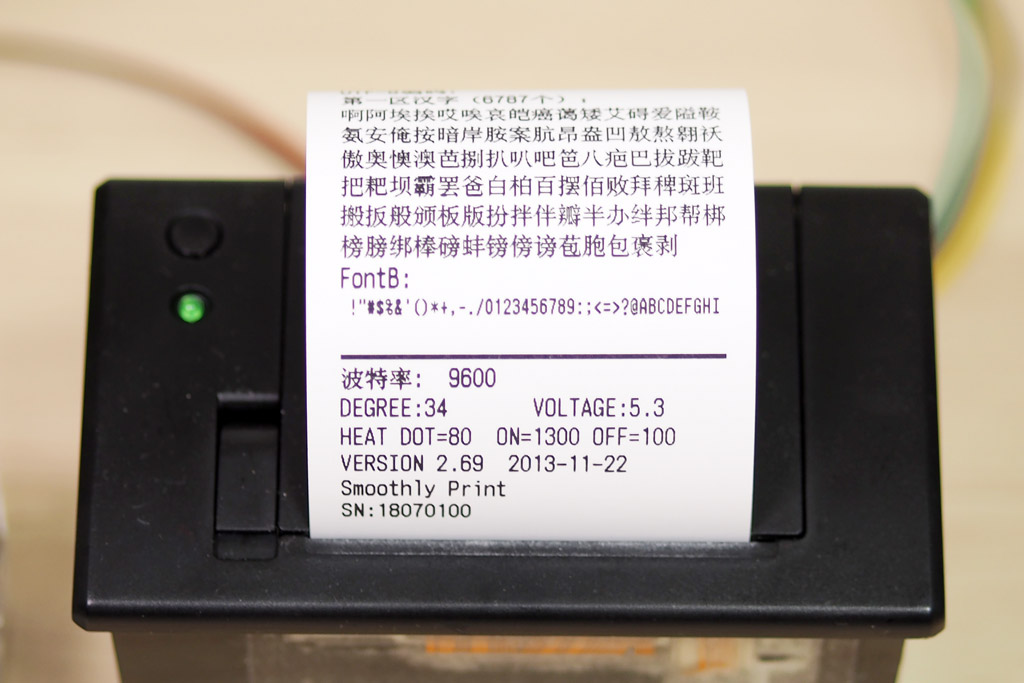 第一区汉字（6787个）；
啊阿埃挨哎唉哀皑癌蔼矮艾碍爱隘鞍
氨安俺按暗岸胺案肮昂盎凹敖熬翱袄
傲奥懊澳芭捌扒叭吧笆八疤巴拔跋靶
把耙坝霸罢爸白柏百摆佰败拜稗斑班
搬扳般颁板版扮拌伴瓣半办绊邦帮梆
榜膀绑棒磅蚌镑傍谤苞胞包褒剥
FontB:
!"#$%&'()*+,-./0123456789:;<=>?@ABCDEFGHI
波特率: 9600
DEGREE:34 VOLTAGE:5.3
HEAT DOT=80 ON=1300 OFF=100
VERSION 2.69 2013-11-22
Smoothly Print
SN:18070100